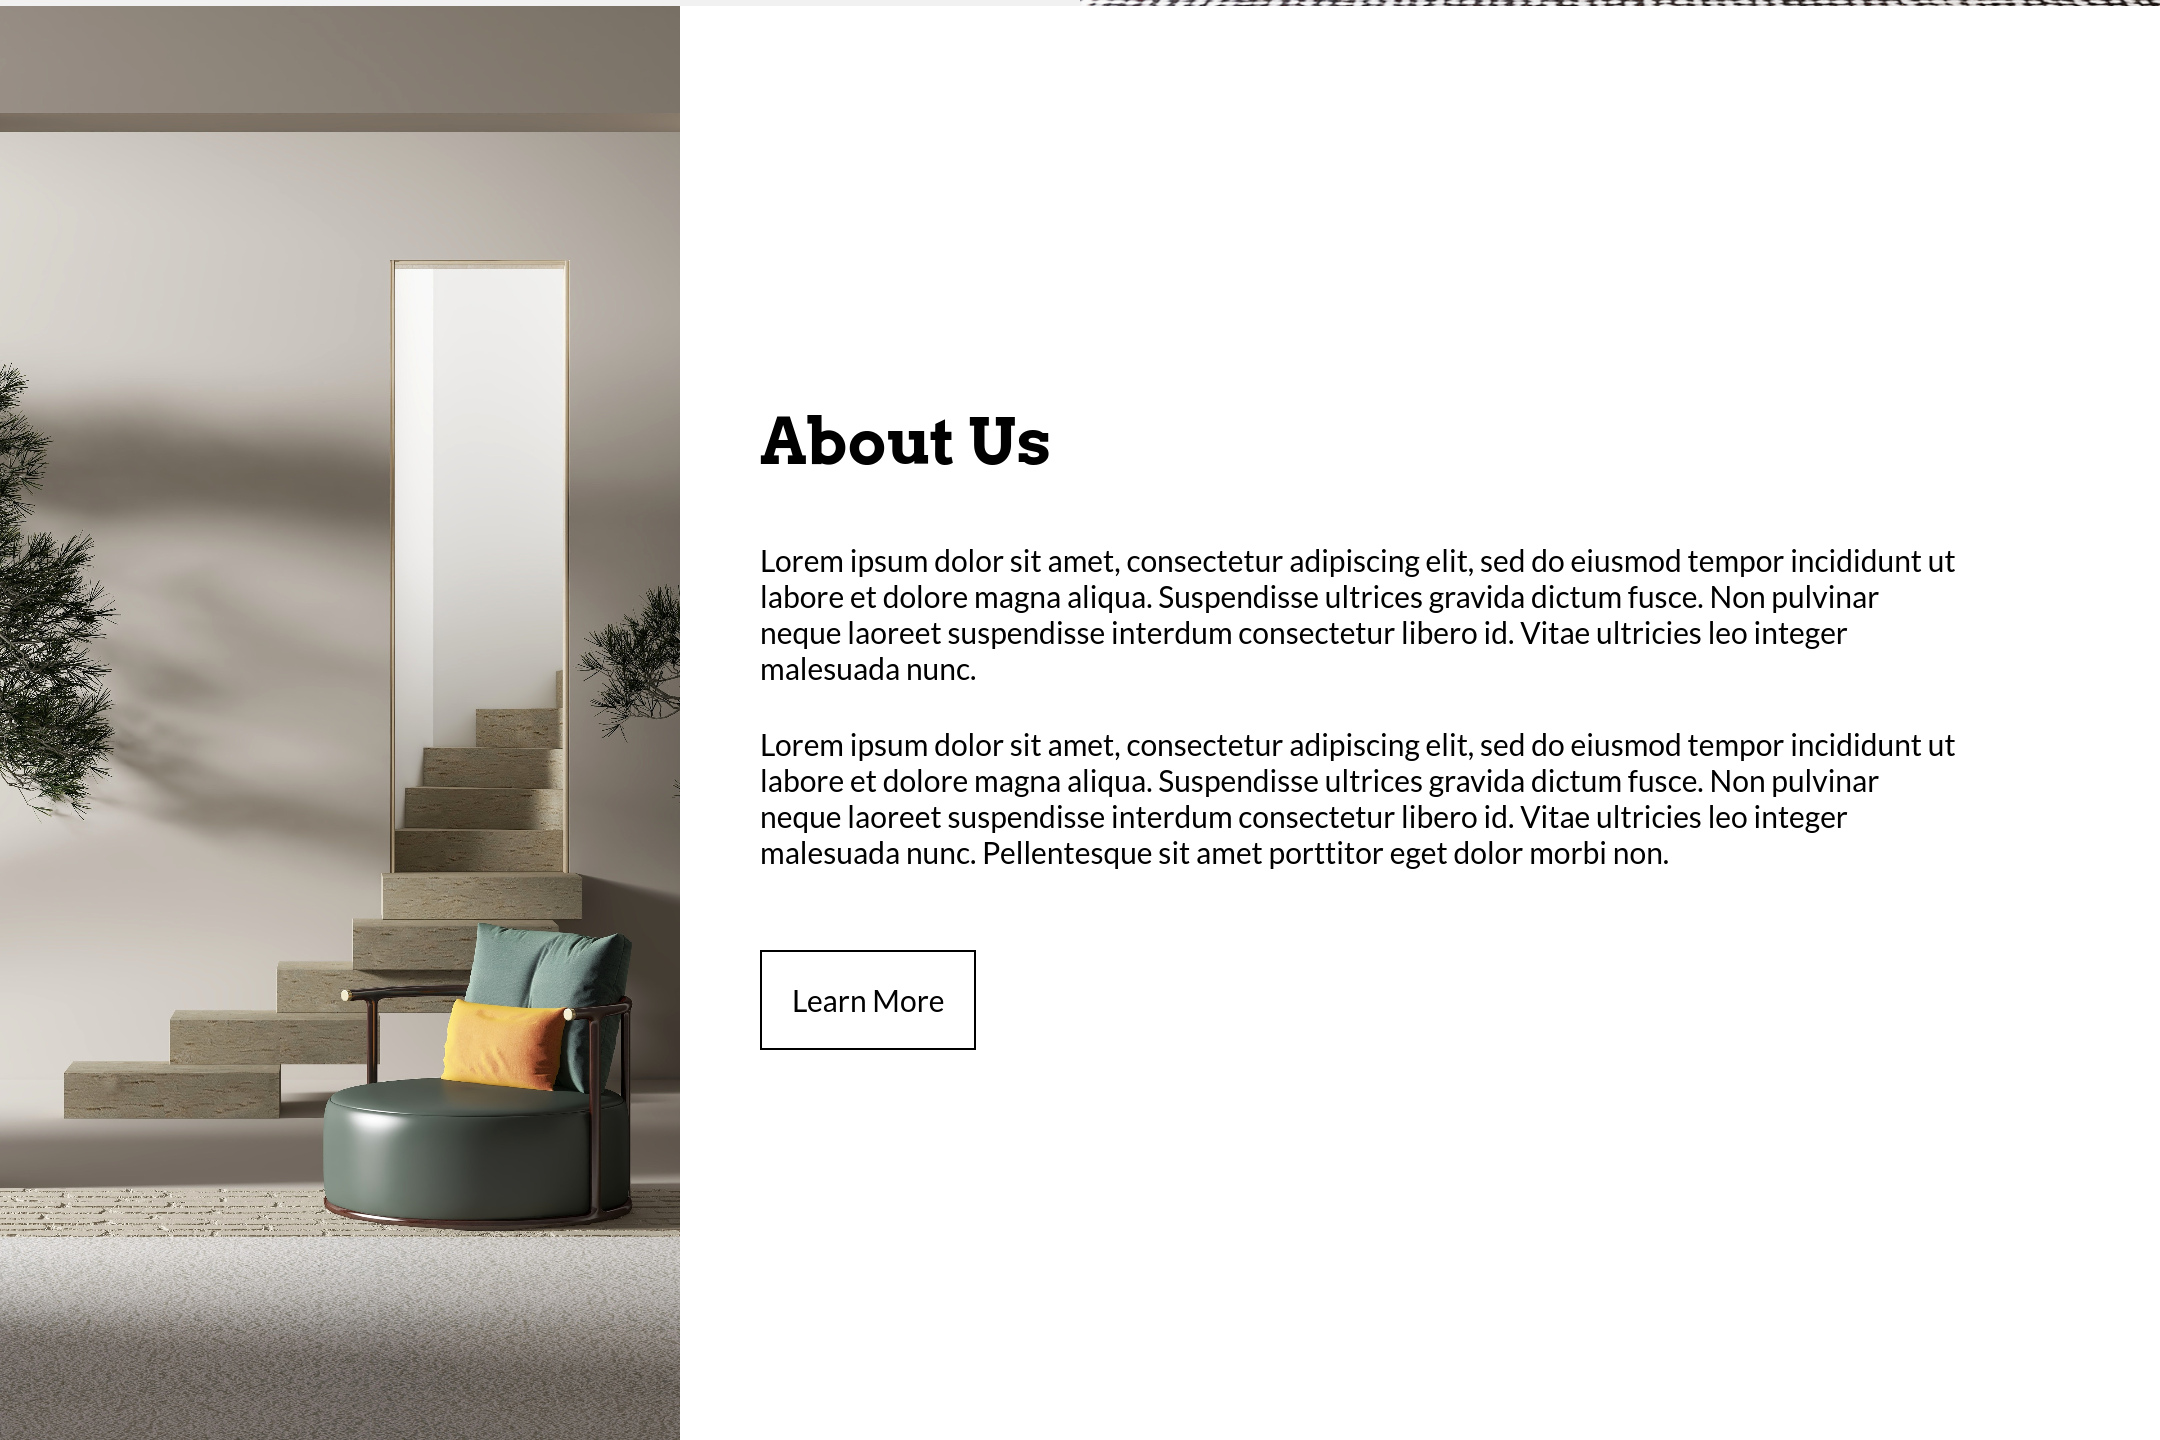 About Us
Lorem ipsum dolor sit amet, consectetur adipiscing elit, sed do eiusmod tempor incididunt ut
labore et dolore magna aliqua. Suspendisse ultrices gravida dictum fusce. Non pulvinar
neque laoreet suspendisse interdum consectetur libero id. Vitae ultricies leo integer
malesuada nunc.
Lorem ipsum dolor sit amet, consectetur adipiscing elit, sed do eiusmod tempor incididunt ut
labore et dolore magna aliqua. Suspendisse ultrices gravida dictum fusce. Non pulvinar
neque laoreet suspendisse interdum consectetur libero id. Vitae ultricies leo integer
malesuada nunc. Pellentesque sit amet porttitor eget dolor morbi non.
Learn More